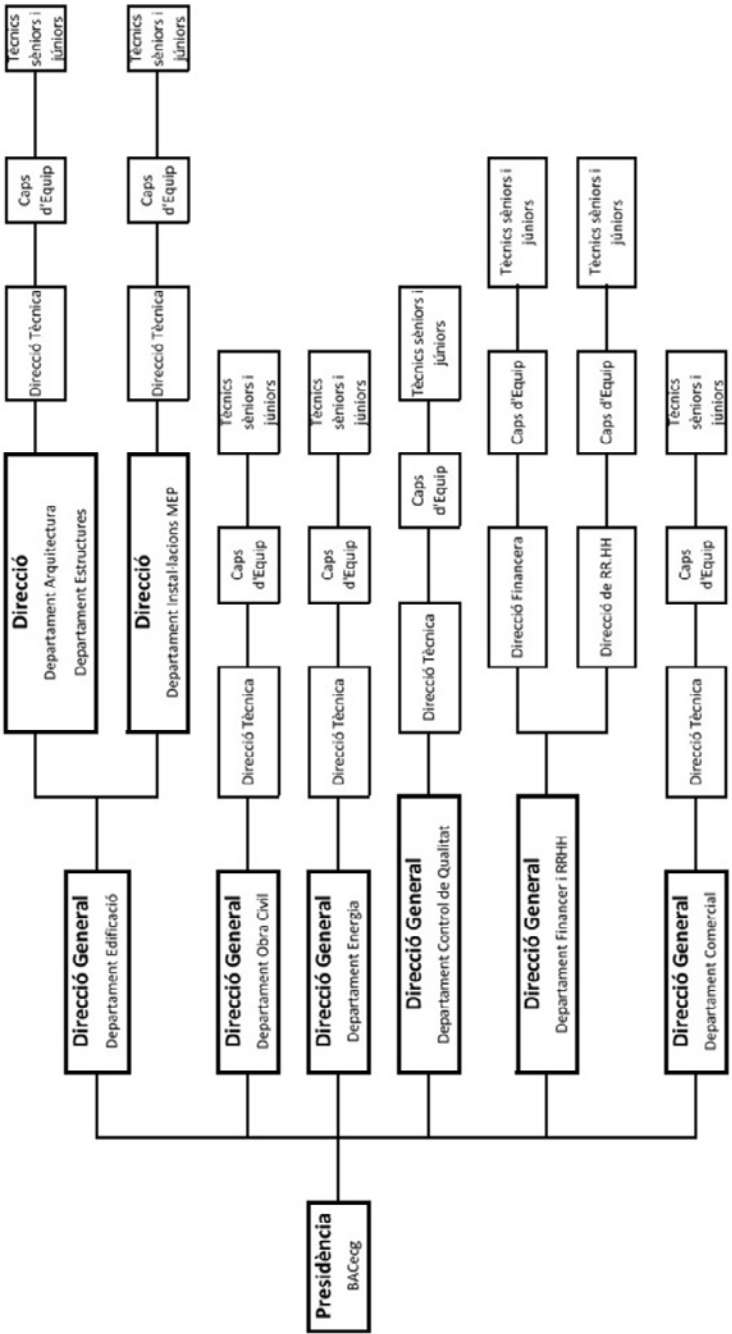 Presidència
BACecg
Direcció General
Departament Edificació
Direcció
Departament Arquitectura
Departament Estructures
Direcció Tècnica
Caps
d'Equip
Tècnics
sèniors i
júniors
Direcció
Departament Instal·lacions MEP
Direcció Tècnica
Caps
d'Equip
Tècnics
sèniors i
júniors
Direcció General
Departament Obra Civil
Direcció Tècnica
Caps
d'Equip
Tècnics
sèniors i
júniors
Direcció General
Departament Energia
Direcció Tècnica
Caps
d'Equip
Tècnics
sèniors i
júniors
Direcció General
Departament Control de Qualitat
Direcció Tècnica
Caps
d'Equip
Tècnics sèniors i
júniors
Direcció General
Departament Financer i RRHH
Direcció Financera
Caps d'Equip
Tècnics sèniors i
júniors
Direcció de RR.HH
Caps d'Equip
Tècnics sèniors i
júniors
Direcció General
Departament Comercial
Direcció Tècnica
Caps
d'Equip
Tècnics
sèniors i
júniors